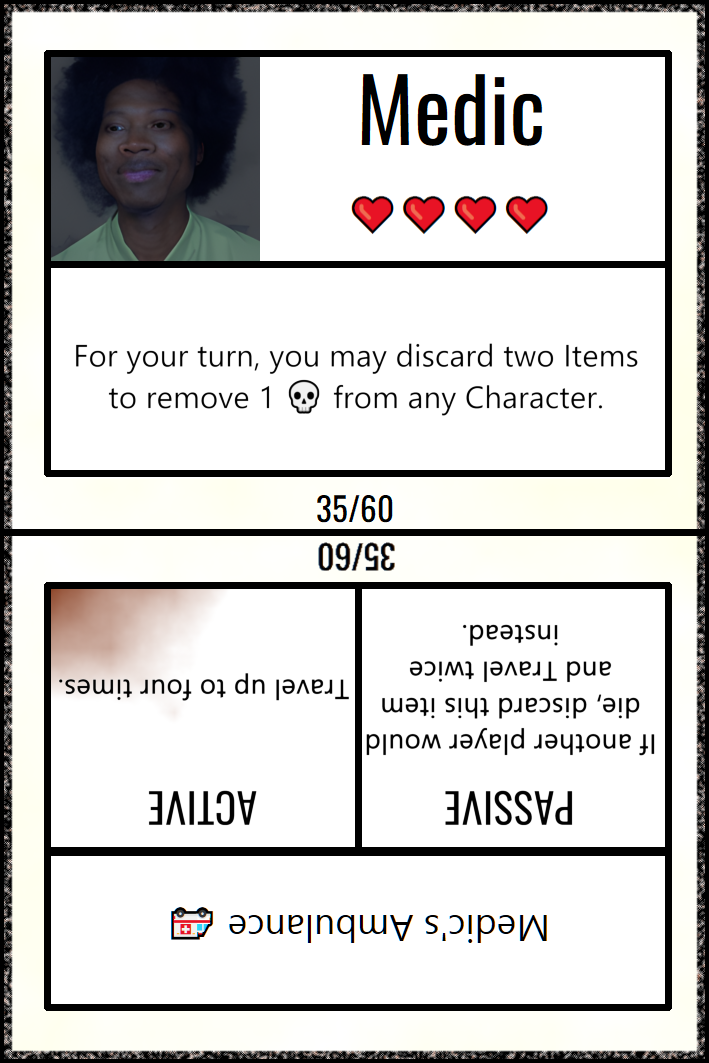 Medic
❤️❤️❤️❤️
For your turn, you may discard two Items
to remove 1 💀 from any Character.
35/60
35/60
Medic's Ambulance 🚑
PASSIVE
If another player would
die, discard this item
and Travel twice
instead.
ACTIVE
Travel up to four times.